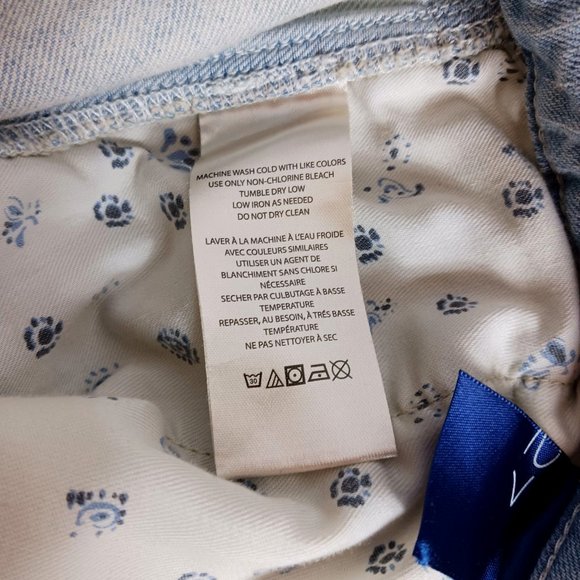 MACHINE WASH COLD WITH LIKE COLORS
USE ONLY NON-CHLORINE BLEACH
TUMBLE DRY LOW
LOW IRON AS NEEDED
DO NOT DRY CLEAN
LAVER À LA MACHINE À L'EAU FROIDE
AVEC COULEURS SIMILAIRES
UTILISER UN AGENT DE
BLANCHIMENT SANS CHLORE SI
NÉCESSAIRE
SECHER PAR CULBUTAGE À BASSE
TEMPERATURE
REPASSER, AU BESOIN, À TRÉS BASSE
TEMPÉRATURE
NE PAS NETTOYER À SEC
30